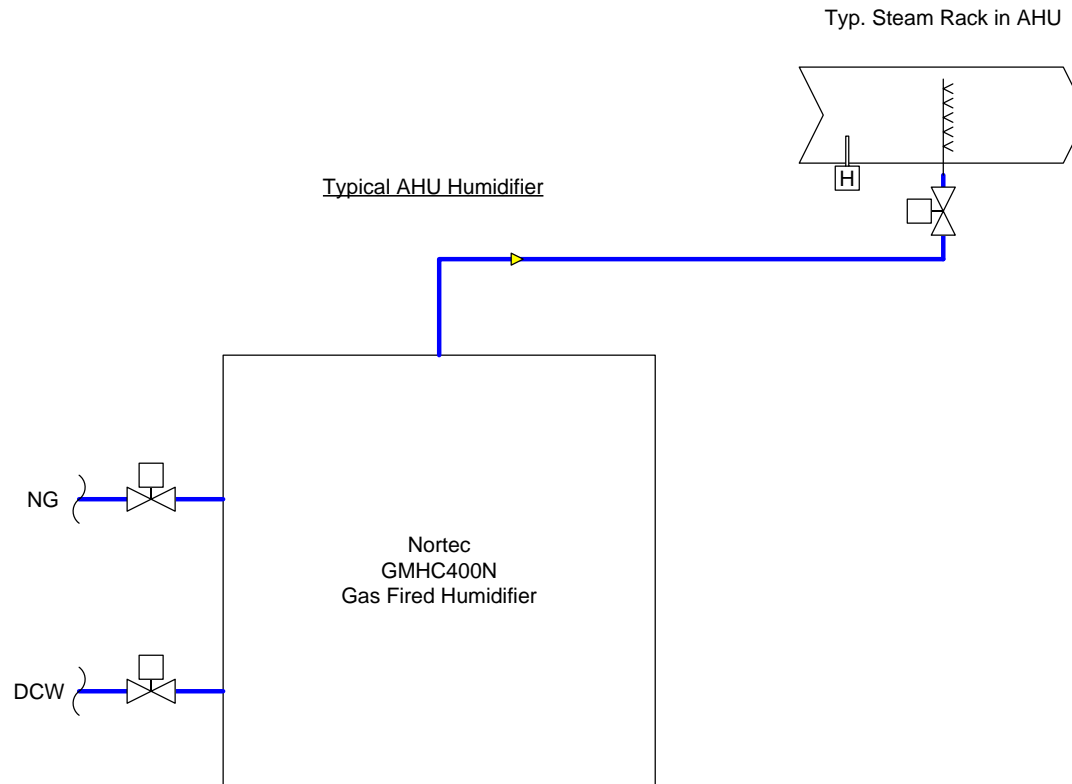 Typ. Steam Rack in AHU
H
Typical AHU Humidifier
NG
Nortec
GMHC400N
Gas Fired Humidifier
DCW